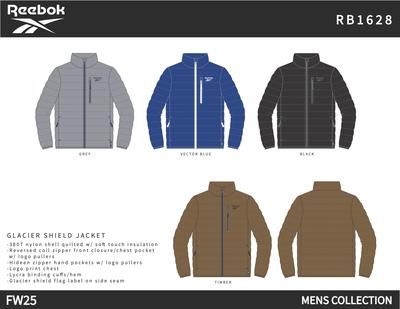 Reebok
RB1628
GREY
VECTOR BLUE
BLACK
GLACIER SHIELD JACKET
-380T nylon shell quilted w/ soft touch insulation
-Reversed coil zipper front closure/chest pocket
w/ logo pullers
-Hideen zipper hand pockets w/ logo pullers
-Logo print chest
-Lycra binding cuffs/hem
-Glacier shield flag label on side seam
TIMBER
FW25
MENS COLLECTION